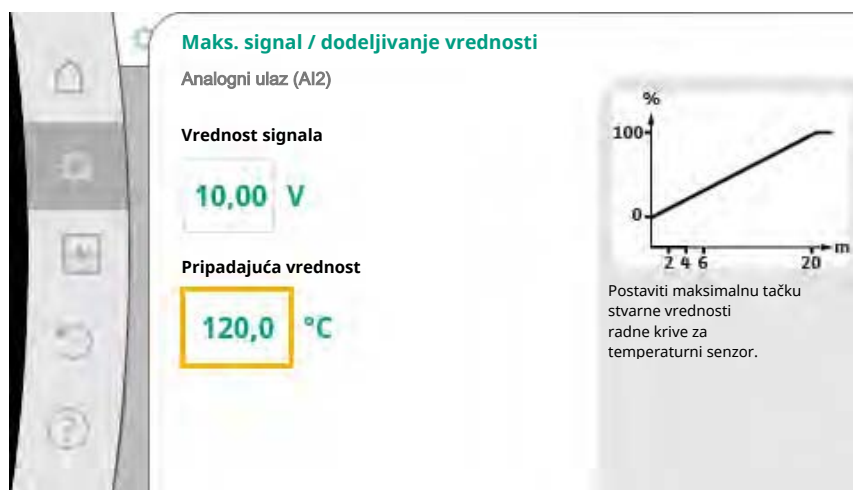 Maks. signal / dodeljivanje vrednosti
Analogni ulaz (AI2)
Vrednost signala
10,00 V
Pripadajuća vrednost
120,0 °C
%
100
0
2 4 6 20
m
Postaviti maksimalnu tačku
stvarne vrednosti
radne krive za
temperaturni senzor.